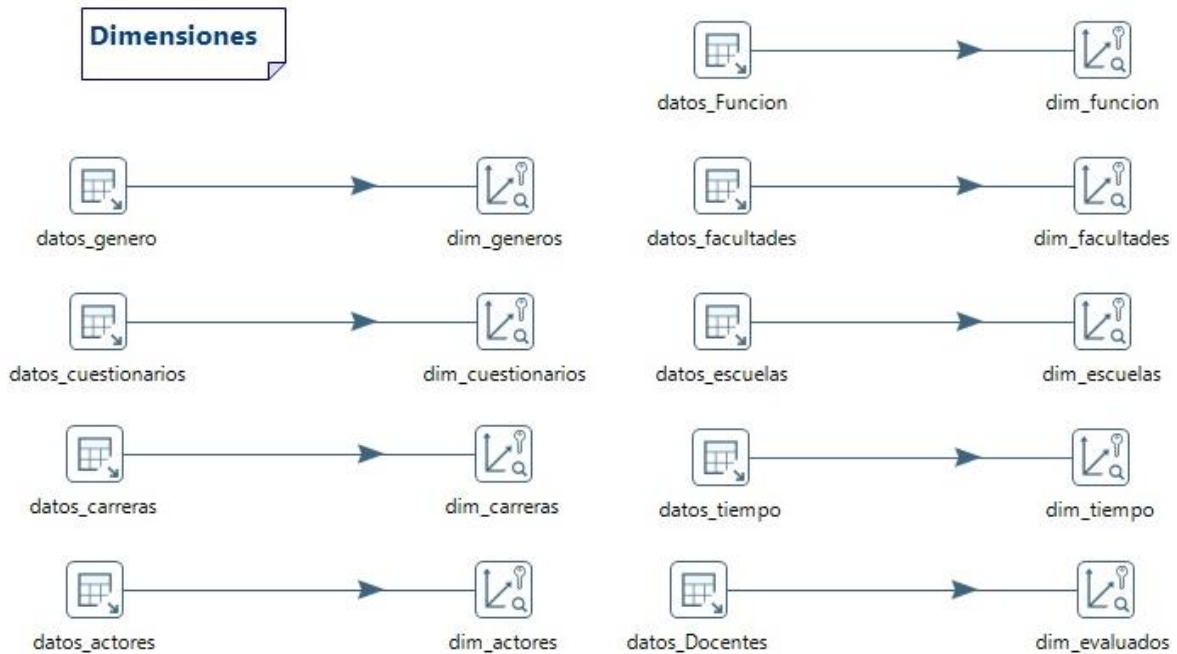 Dimensiones
datos_Funcion
dim_funcion
datos_genero
dim_generos
datos_facultades
dim_facultades
datos_cuestionarios
dim_cuestionarios
datos_escuelas
dim_escuelas
datos_carreras
dim_carreras
datos_tiempo
dim_tiempo
datos_actores
dim_actores
datos_Docentes
dim_evaluados